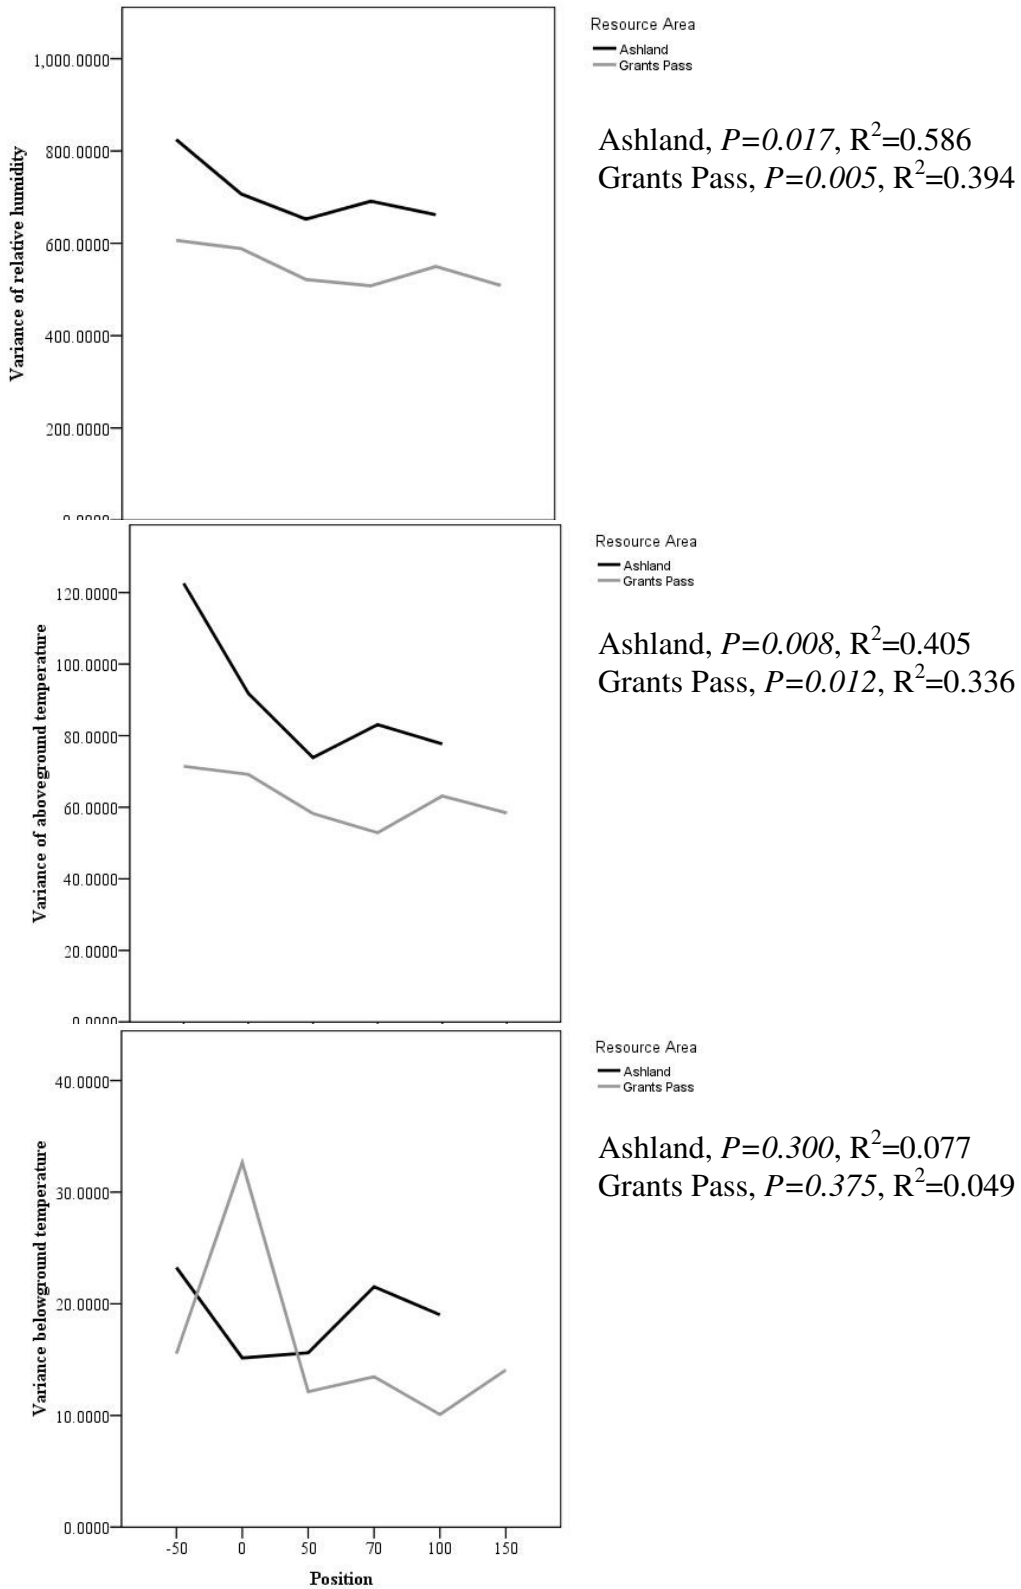 Resource Area
Ashland
Grants Pass
1,000.0000
800.0000
600.0000
400.0000
200.0000
0.0000
Variance of relative humidity
Ashland, P=0.017, R²=0.586
Grants Pass, P=0.005, R²=0.394
Resource Area
Ashland
Grants Pass
120.0000
100.0000
80.0000
60.0000
40.0000
20.0000
0.0000
Variance of aboveground temperature
Ashland, P=0.008, R²=0.405
Grants Pass, P=0.012, R²=0.336
Resource Area
Ashland
Grants Pass
40.0000
30.0000
20.0000
10.0000
0.0000
Variance belowground temperature
Ashland, P=0.300, R²=0.077
Grants Pass, P=0.375, R²=0.049
-50 0 50 70 100 150
Position